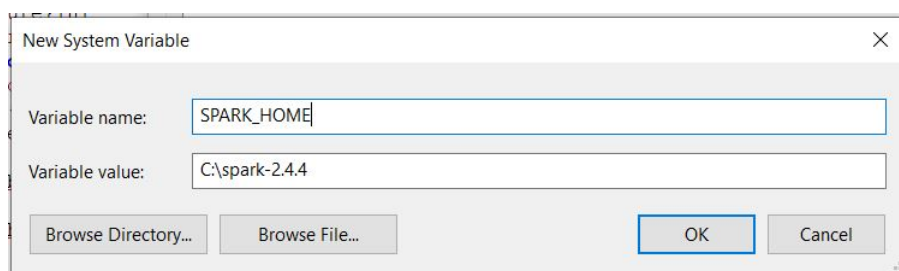 New System Variable
Variable name:
SPARK_HOME
Variable value:
C:\spark-2.4.4
Browse Directory...
Browse File...
OK
Cancel